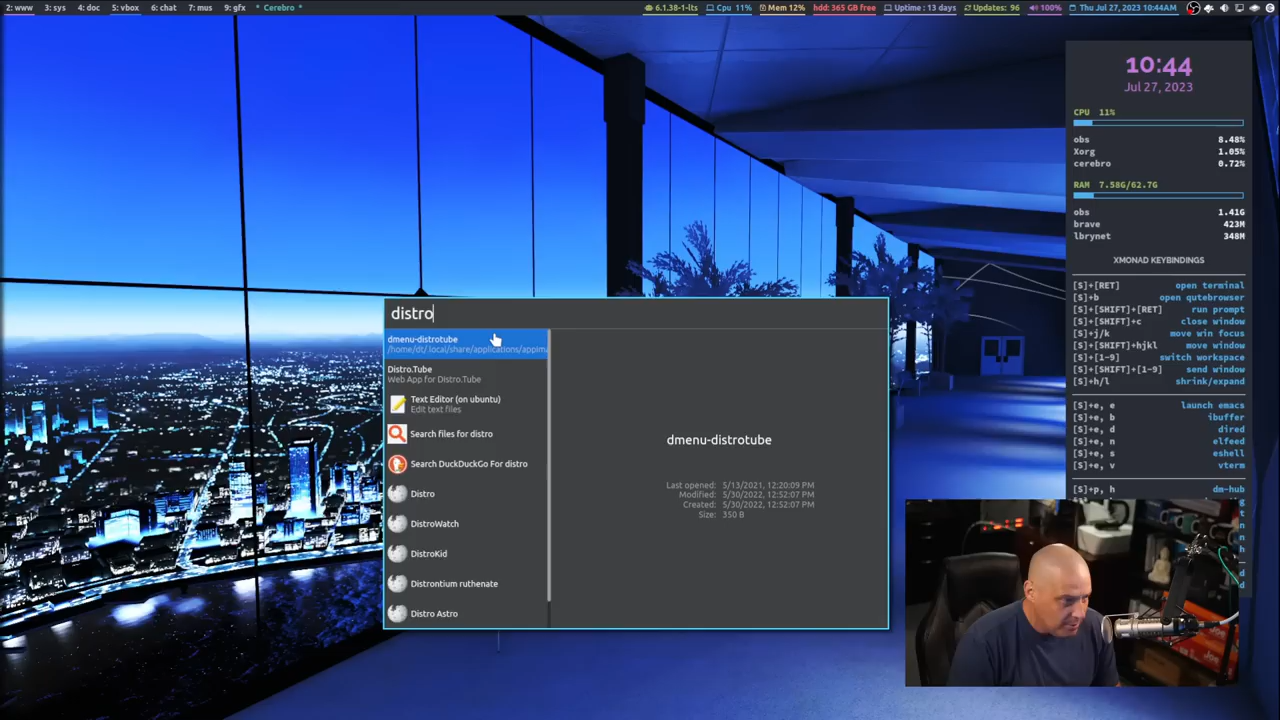 2: www 3: sys 4: doc 5: vbox 6: chat 7: mus 9: gfx * Cerebro *
6.1.38-1-lts Cpu 11% Mem 12% hdd: 365 GB free Uptime : 13 days Updates: 96 100% Thu Jul 27, 2023 10:44AM
10:44
Jul 27, 2023
CPU 11%
obs 8.48%
Xorg 1.05%
cerebro 0.72%
RAM 7.58G/62.7G
obs 1.41G
brave 423M
lbrynet 348M
XMONAD KEYBINDINGS
[S]+[RET] open terminal
[S]+b open qutebrowser
[S]+[SHIFT]+[RET] run prompt
[S]+[SHIFT]+c close window
[S]+j/k move win focus
[S]+[SHIFT]+hjkl move window
[S]+[1-9] switch workspace
[S]+[SHIFT]+[1-9] send window
[S]+h/l shrink/expand
[S]+e, e launch emacs
[S]+e, b ibuffer
[S]+e, d dired
[S]+e, n elfeed
[S]+e, s eshell
[S]+e, v vterm
[S]+p, h dm-hub
distro
dmenu-distrotube
/home/dt/.local/share/applications/appima
Distro.Tube
Web App for Distro.Tube
Text Editor (on ubuntu)
Edit text files
Search files for distro
Search DuckDuckGo For distro
Distro
DistroWatch
DistroKid
Distrontium ruthenate
Distro Astro
dmenu-distrotube
Last opened: 5/13/2021, 12:20:09 PM
Modified: 5/30/2022, 12:52:07 PM
Created: 5/30/2022, 12:52:07 PM
Size: 350 B